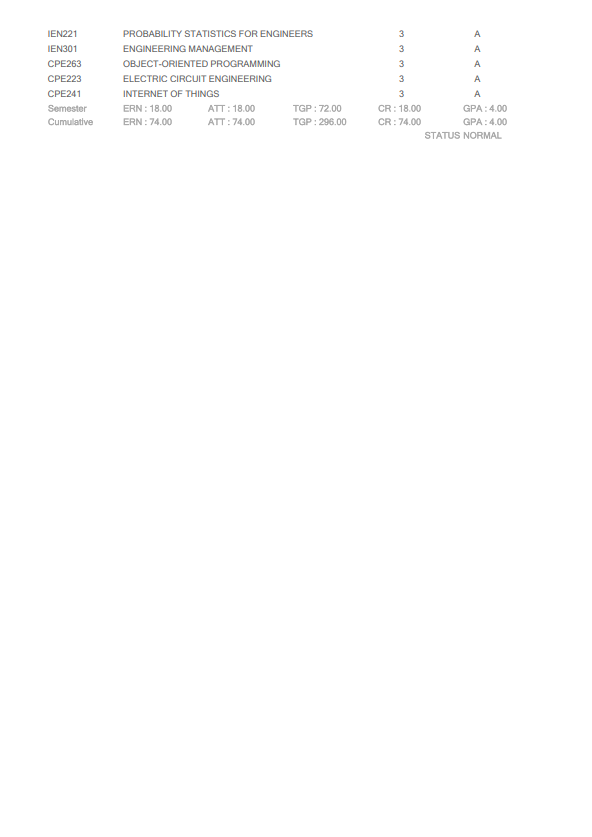 IEN221 PROBABILITY STATISTICS FOR ENGINEERS 3 A
IEN301 ENGINEERING MANAGEMENT 3 A
CPE263 OBJECT-ORIENTED PROGRAMMING 3 A
CPE223 ELECTRIC CIRCUIT ENGINEERING 3 A
CPE241 INTERNET OF THINGS 3 A
Semester ERN : 18.00 ATT : 18.00 TGP : 72.00 CR : 18.00 GPA : 4.00
Cumulative ERN : 74.00 ATT : 74.00 TGP : 296.00 CR : 74.00 GPA : 4.00
STATUS NORMAL